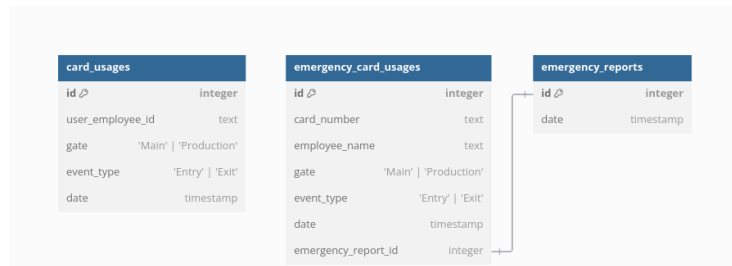 card_usages
id integer
user_employee_id text
gate 'Main' | 'Production'
event_type 'Entry' | 'Exit'
date timestamp
emergency_card_usages
id integer
card_number text
employee_name text
gate 'Main' | 'Production'
event_type 'Entry' | 'Exit'
date timestamp
emergency_report_id integer
emergency_reports
id integer
date timestamp